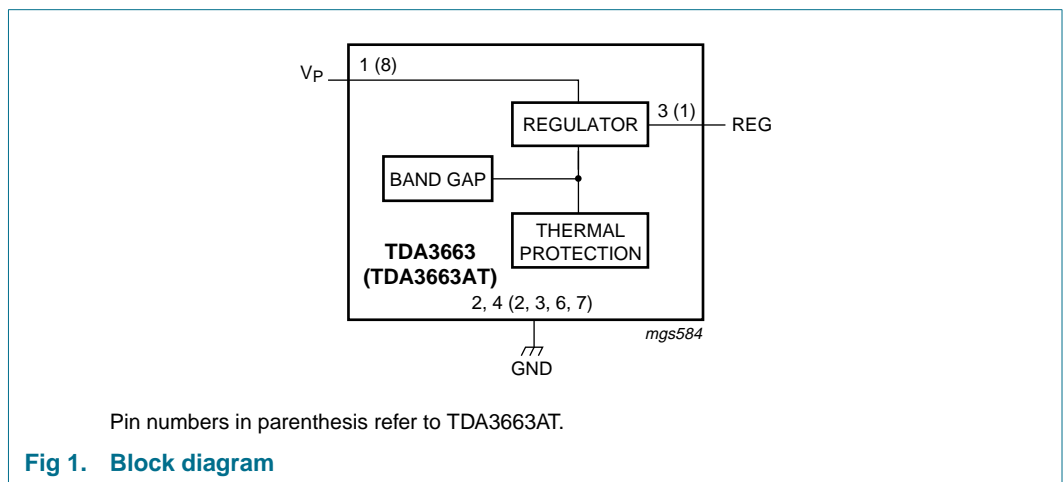 V_P
1 (8)
REGULATOR
3 (1)
REG
BAND GAP
THERMAL
PROTECTION
TDA3663
(TDA3663AT)
2, 4 (2, 3, 6, 7)
mgs584
GND
Pin numbers in parenthesis refer to TDA3663AT.
Fig 1. Block diagram